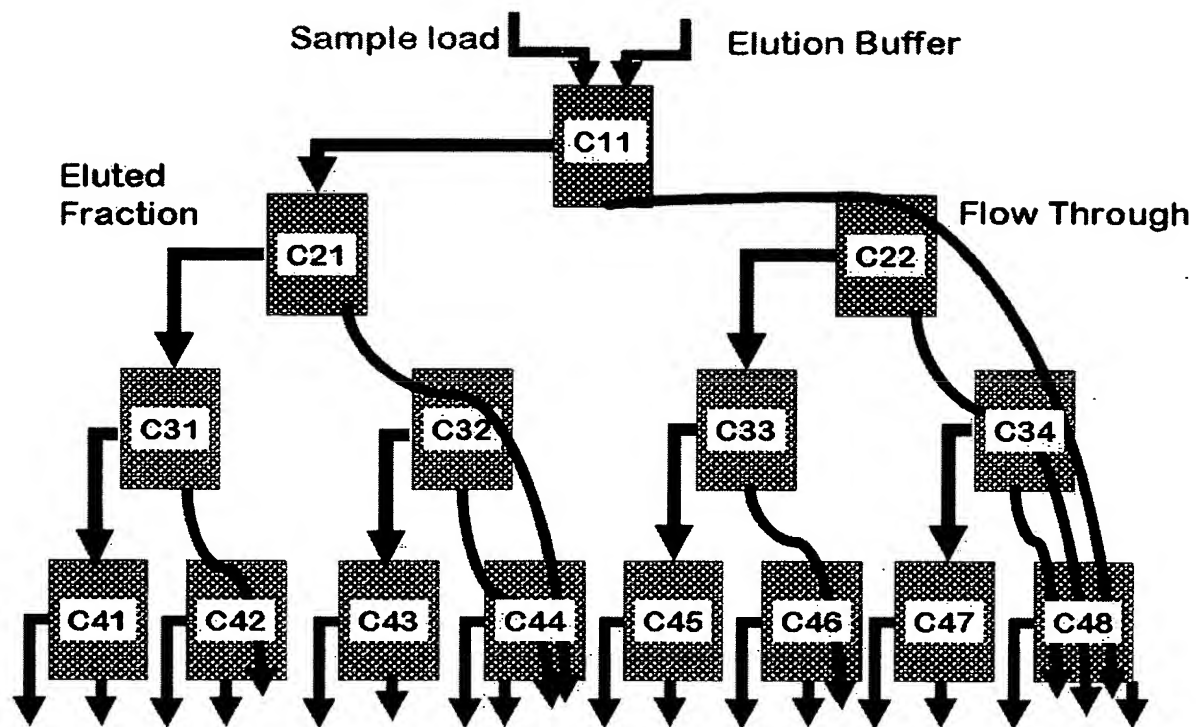 Sample load
Elution Buffer
C11
Eluted
Fraction
Flow Through
C21
C22
C31
C32
C33
C34
C41
C42
C43
C44
C45
C46
C47
C48